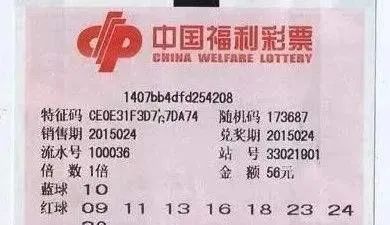 中国福利彩票
CHINA WELFARE LOTTERY
1407bb4dfd254208
特征码 CE0E31F3D7 7DA74 随机码 173687
销售期 2015024 兑奖期 2015024
流水号 100036 站 号 33021901
倍 数 1倍 金 额 56元
蓝球 10
红球 09 11 13 16 18 23 24